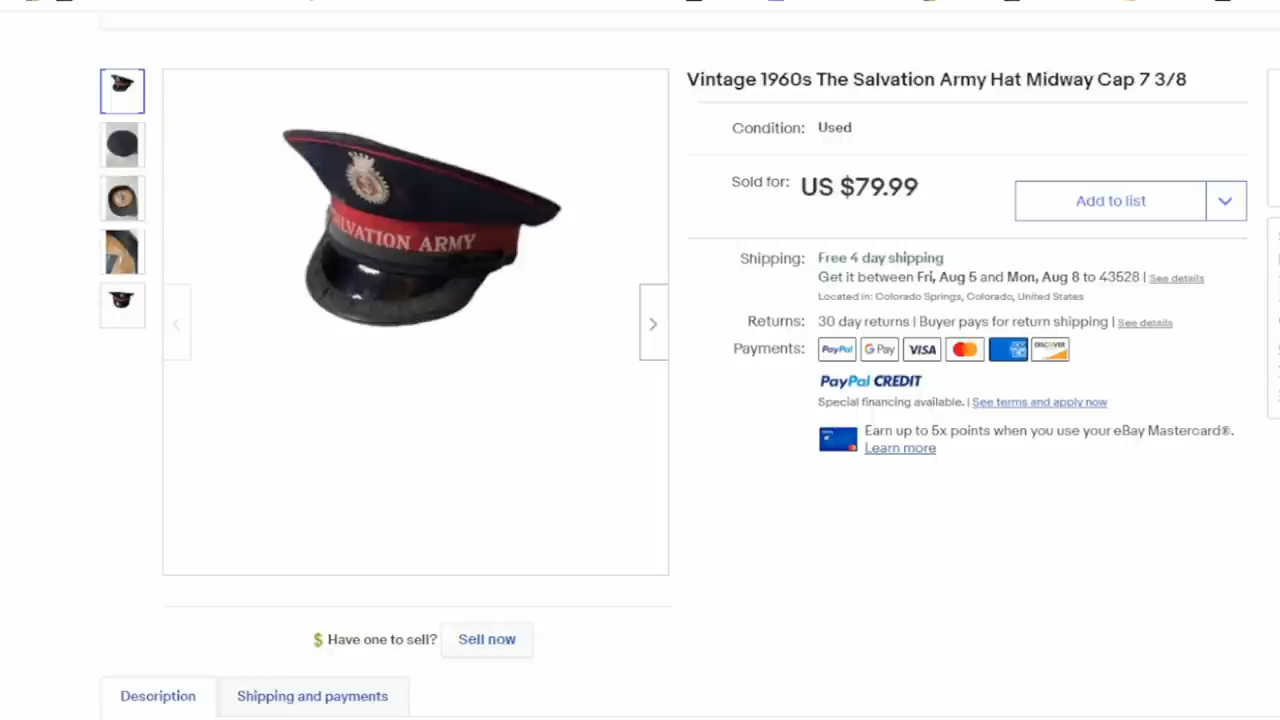 Vintage 1960s The Salvation Army Hat Midway Cap 7 3/8
Condition: Used
Sold for: US $79.99
Add to list
SALVATION ARMY
Shipping: Free 4 day shipping
Get it between Fri, Aug 5 and Mon, Aug 8 to 43528 | See details
Located in: Colorado Springs, Colorado, United States
Returns: 30 day returns | Buyer pays for return shipping | See details
Payments: PayPal G Pay VISA DISCOVER
PayPal CREDIT
Special financing available. | See terms and apply now
Earn up to 5x points when you use your eBay Mastercard®.
Learn more
$ Have one to sell? Sell now
Description Shipping and payments